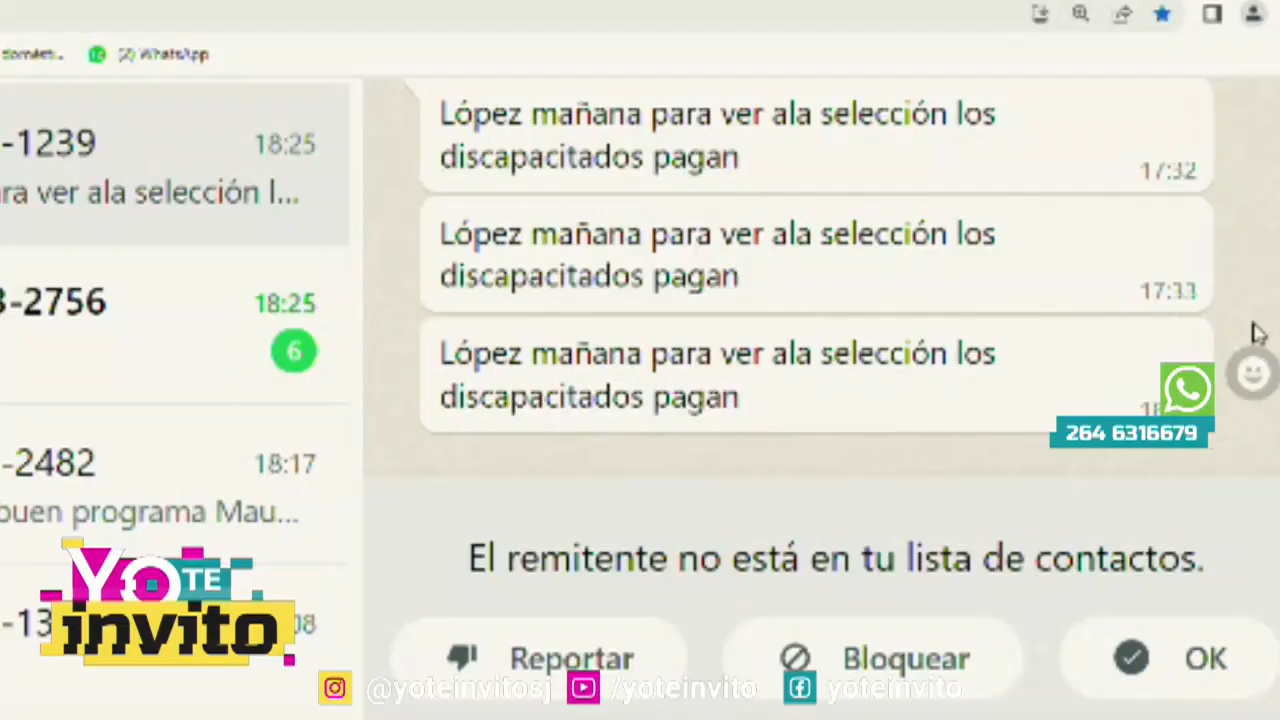 (2) WhatsApp
-1239
18:25
ra ver ala selección l...
-2756
18:25
6
-2482
18:17
buen programa Mau...
López mañana para ver ala selección los
discapacitados pagan
17:32
López mañana para ver ala selección los
discapacitados pagan
17:33
López mañana para ver ala selección los
discapacitados pagan
264 6316679
El remitente no está en tu lista de contactos.
Reportar
Bloquear
OK
YO TE
invito
@yoteinvitosj
/yoteinvito
yoteinvito